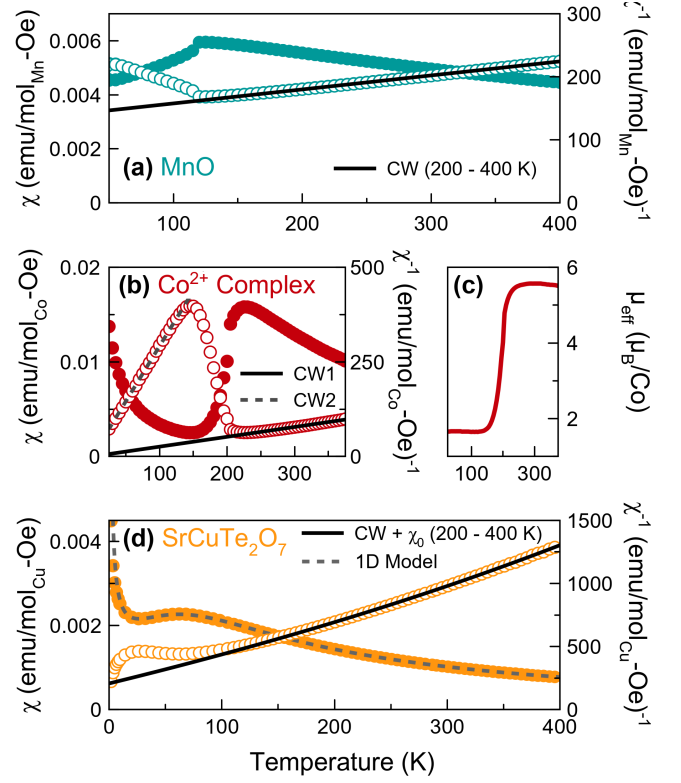 χ (emu/mol_Mn-Oe)
0.006
0.004
0.002
0
300
200
100
0
χ⁻¹ (emu/mol_Mn-Oe)⁻¹
(a) MnO
CW (200 - 400 K)
100
200
300
400
χ (emu/mol_Co-Oe)
0.02
0.01
0
500
250
0
χ⁻¹ (emu/mol_Co-Oe)⁻¹
(b) Co²⁺ Complex
CW1
CW2
100
200
300
(c)
6
4
2
μ_eff (μ_B/Co)
100
300
χ (emu/mol_Cu-Oe)
0.004
0.002
0
1500
1000
500
0
χ⁻¹ (emu/mol_Cu-Oe)⁻¹
(d) SrCuTe₂O₇
CW + χ₀ (200 - 400 K)
1D Model
0
100
200
300
400
Temperature (K)